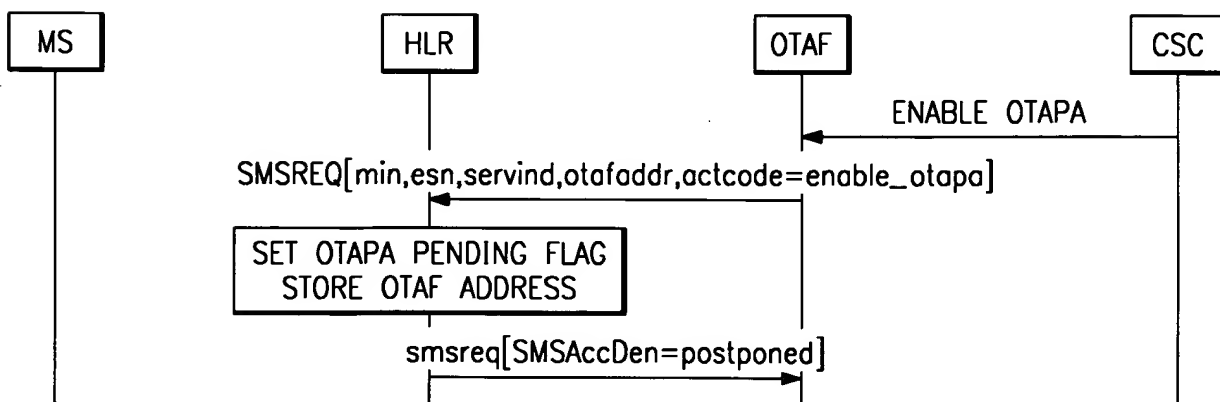 MS
HLR
OTAF
CSC
ENABLE OTAPA
SMSREQ[min,esn,servind,otafaddr,actcode=enable_otapa]
SET OTAPA PENDING FLAG
STORE OTAF ADDRESS
smsreq[SMSAccDen=postponed]